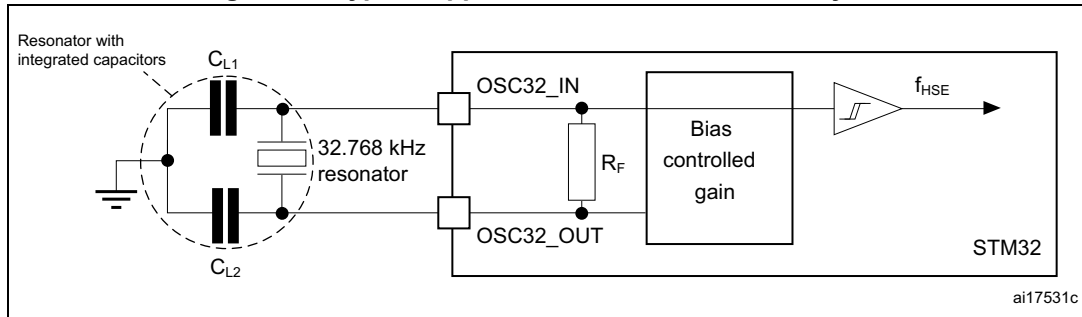 Resonator with
integrated capacitors
CL1
OSC32_IN
fHSE
32.768 kHz
resonator
RF
Bias
controlled
gain
OSC32_OUT
STM32
CL2
ai17531c